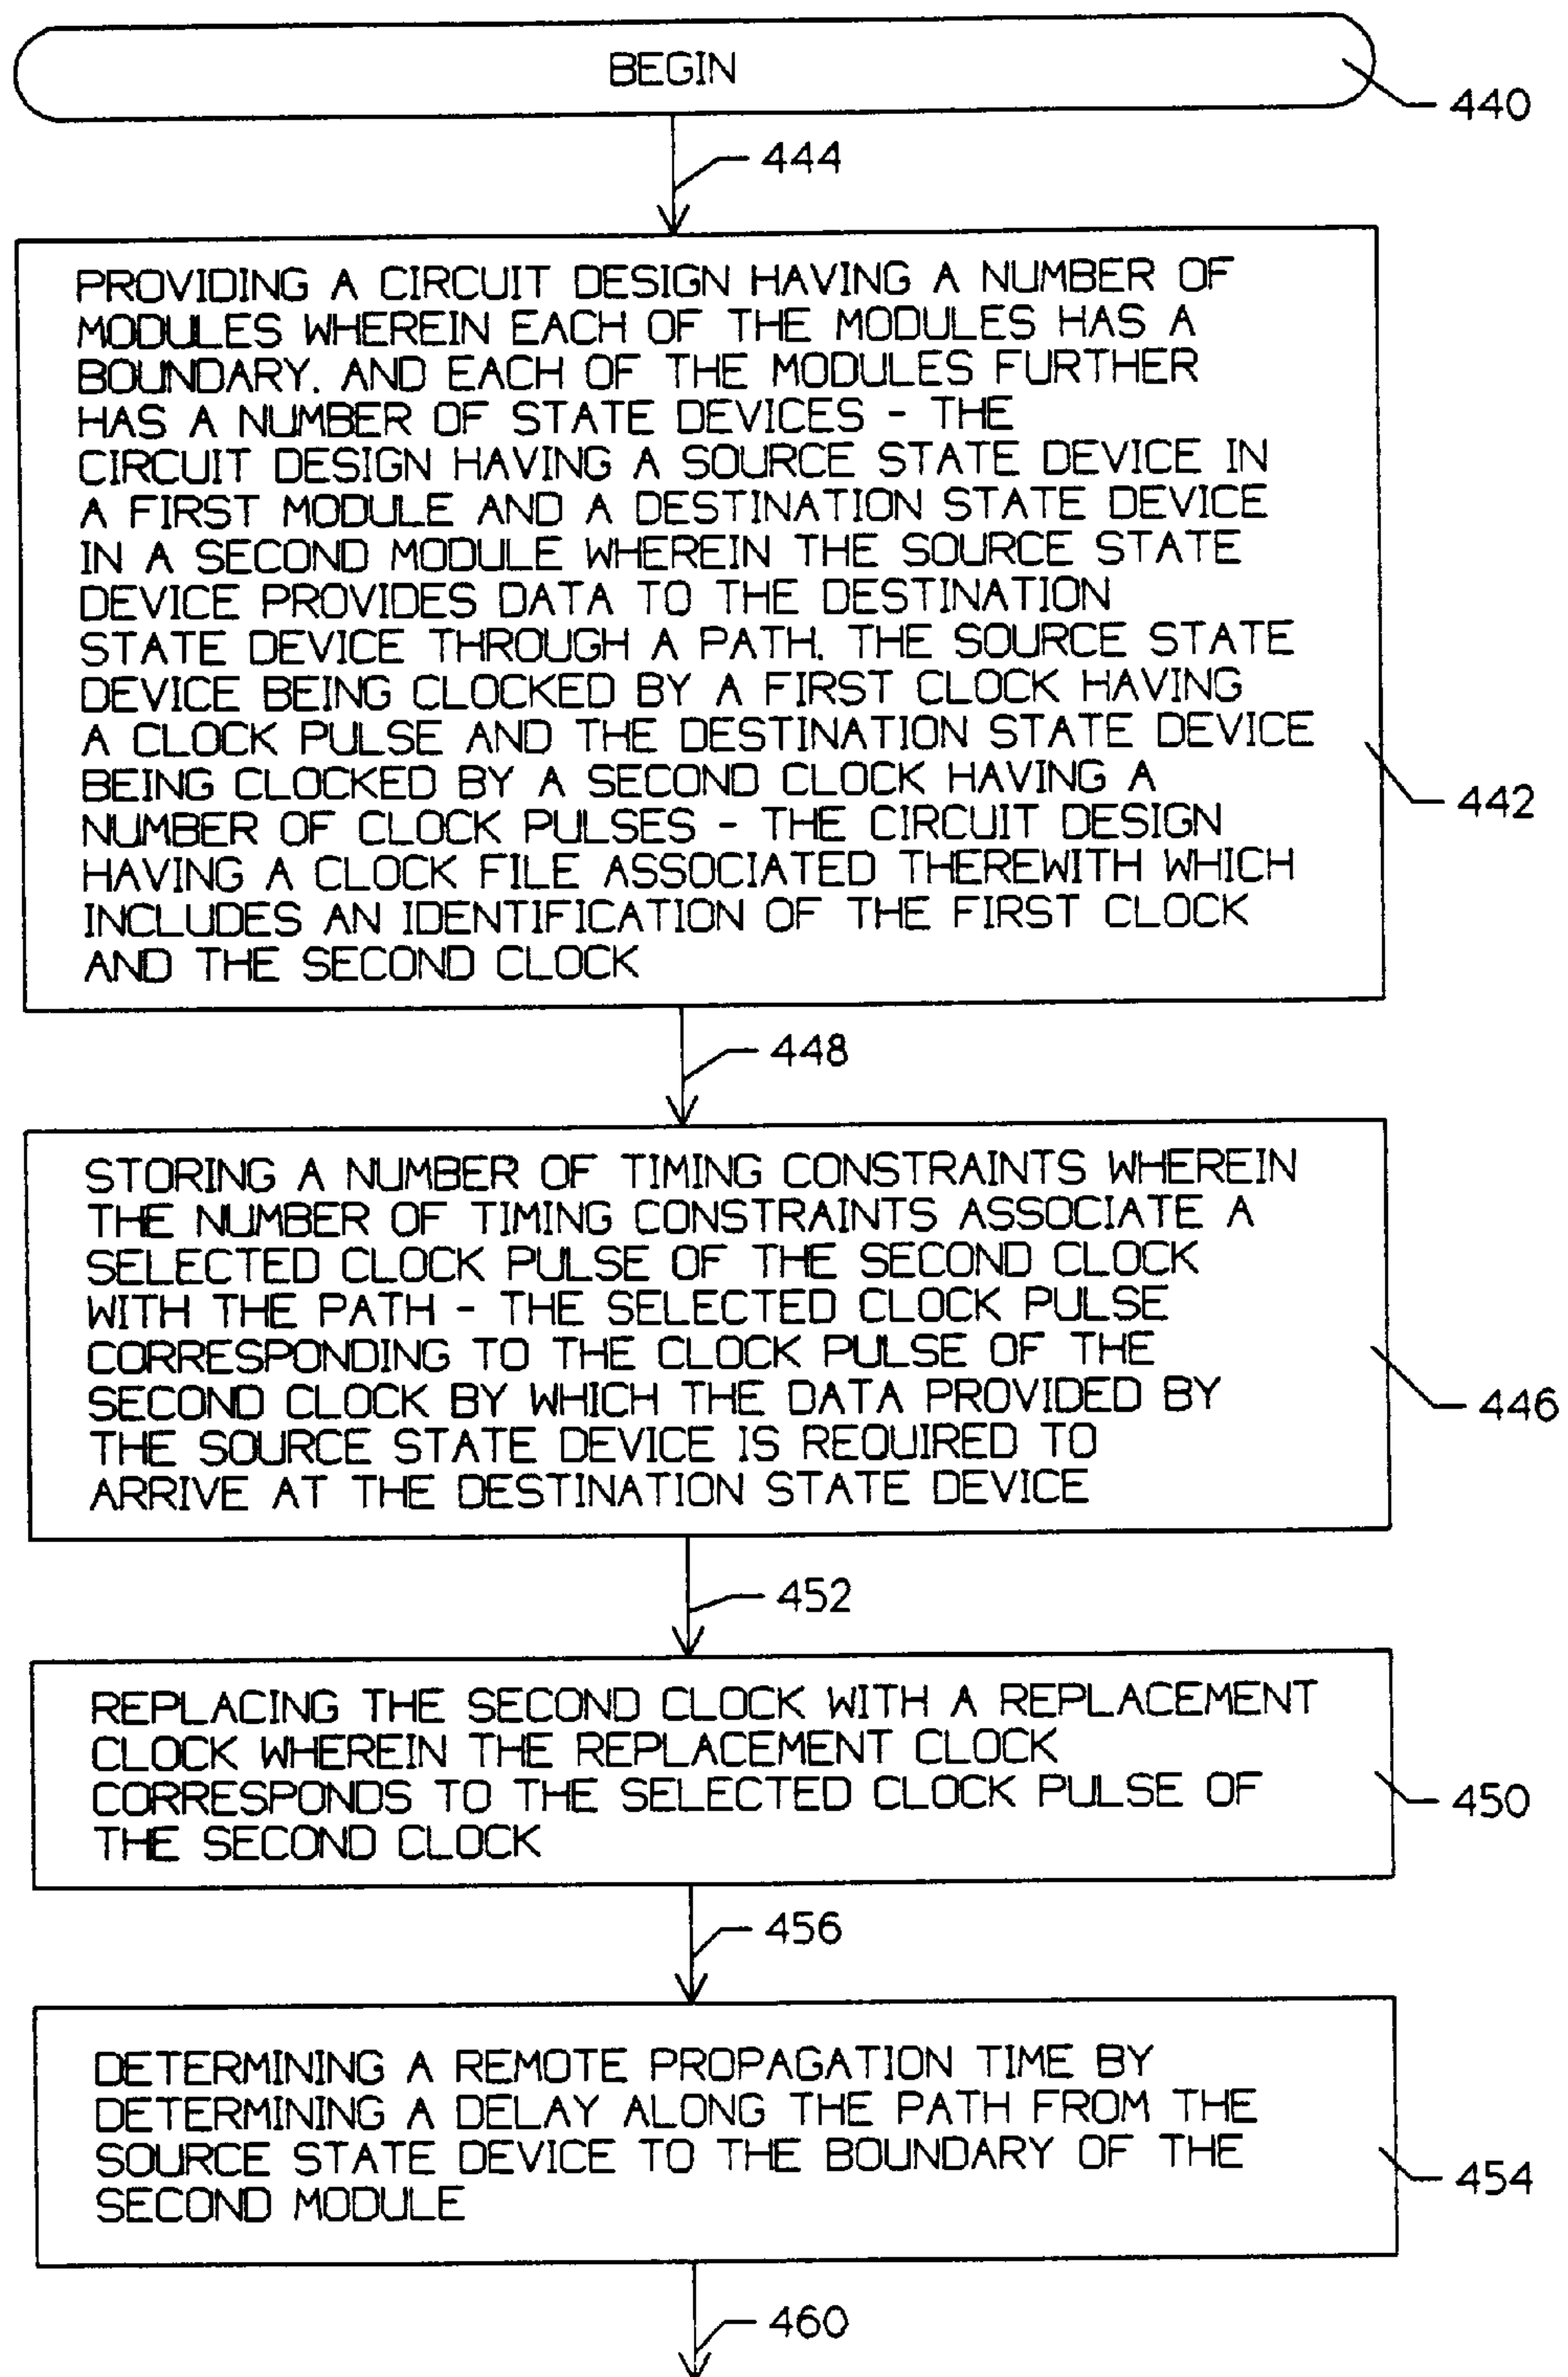 BEGIN
440
444
PROVIDING A CIRCUIT DESIGN HAVING A NUMBER OF
MODULES WHEREIN EACH OF THE MODULES HAS A
BOUNDARY. AND EACH OF THE MODULES FURTHER
HAS A NUMBER OF STATE DEVICES - THE
CIRCUIT DESIGN HAVING A SOURCE STATE DEVICE IN
A FIRST MODULE AND A DESTINATION STATE DEVICE
IN A SECOND MODULE WHEREIN THE SOURCE STATE
DEVICE PROVIDES DATA TO THE DESTINATION
STATE DEVICE THROUGH A PATH. THE SOURCE STATE
DEVICE BEING CLOCKED BY A FIRST CLOCK HAVING
A CLOCK PULSE AND THE DESTINATION STATE DEVICE
BEING CLOCKED BY A SECOND CLOCK HAVING A
NUMBER OF CLOCK PULSES - THE CIRCUIT DESIGN
HAVING A CLOCK FILE ASSOCIATED THEREWITH WHICH
INCLUDES AN IDENTIFICATION OF THE FIRST CLOCK
AND THE SECOND CLOCK
442
448
STORING A NUMBER OF TIMING CONSTRAINTS WHEREIN
THE NUMBER OF TIMING CONSTRAINTS ASSOCIATE A
SELECTED CLOCK PULSE OF THE SECOND CLOCK
WITH THE PATH - THE SELECTED CLOCK PULSE
CORRESPONDING TO THE CLOCK PULSE OF THE
SECOND CLOCK BY WHICH THE DATA PROVIDED BY
THE SOURCE STATE DEVICE IS REQUIRED TO
ARRIVE AT THE DESTINATION STATE DEVICE
446
452
REPLACING THE SECOND CLOCK WITH A REPLACEMENT
CLOCK WHEREIN THE REPLACEMENT CLOCK
CORRESPONDS TO THE SELECTED CLOCK PULSE OF
THE SECOND CLOCK
450
456
DETERMINING A REMOTE PROPAGATION TIME BY
DETERMINING A DELAY ALONG THE PATH FROM THE
SOURCE STATE DEVICE TO THE BOUNDARY OF THE
SECOND MODULE
454
460